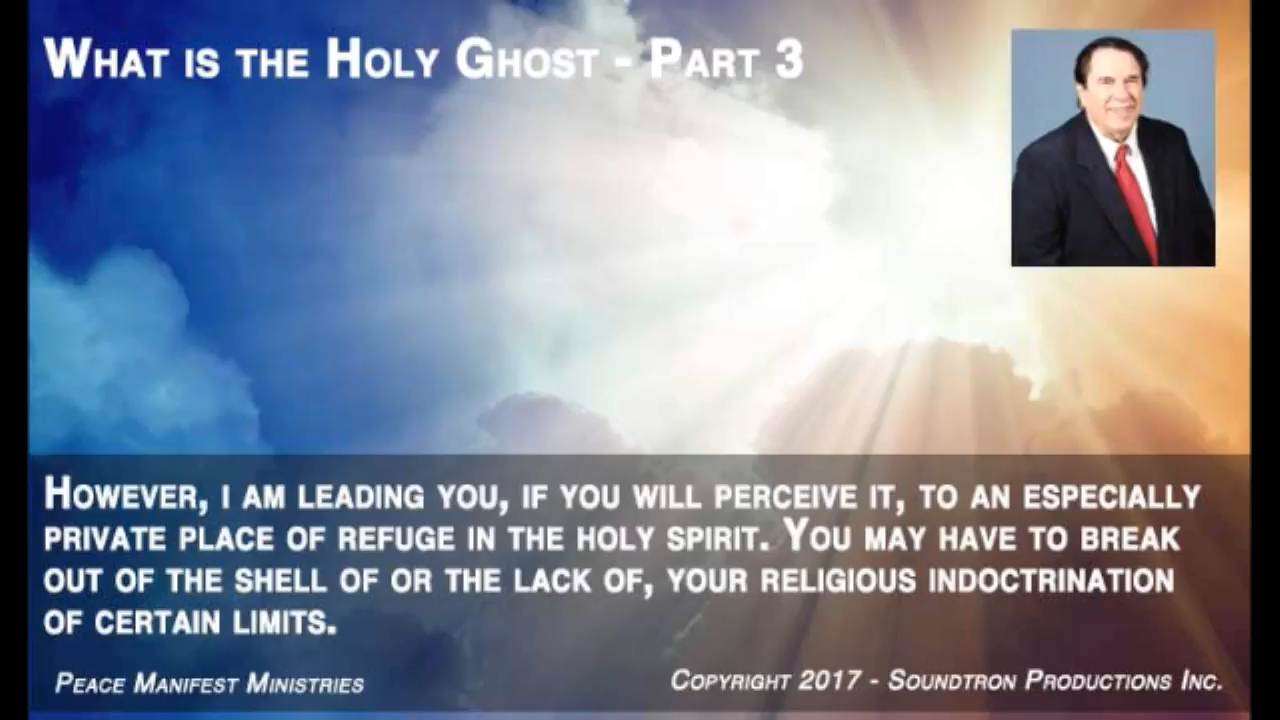 What is the Holy Ghost - Part 3
However, I am leading you, if you will perceive it, to an especially
private place of refuge in the Holy Spirit. You may have to break
out of the shell of or the lack of, your religious indoctrination
of certain limits.
Peace Manifest Ministries
Copyright 2017 - Soundtron Productions Inc.